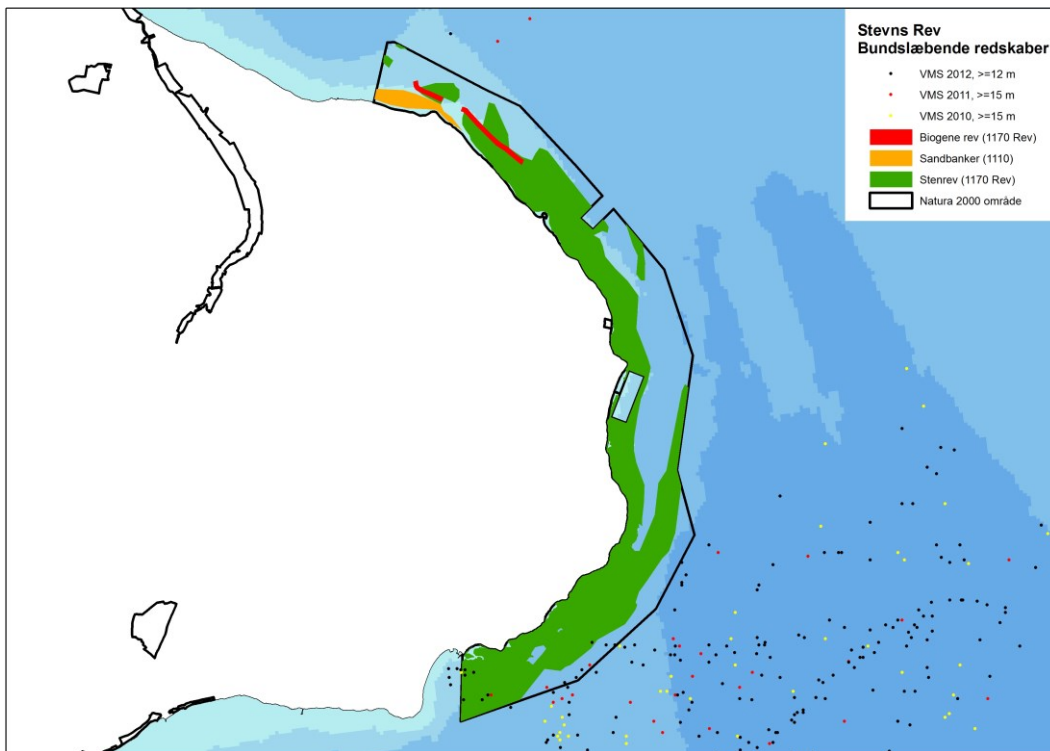 Stevns Rev
Bundslæbende redskaber
VMS 2012, >=12 m
VMS 2011, >=15 m
VMS 2010, >=15 m
Biogene rev (1170 Rev)
Sandbanker (1110)
Stenrev (1170 Rev)
Natura 2000 område